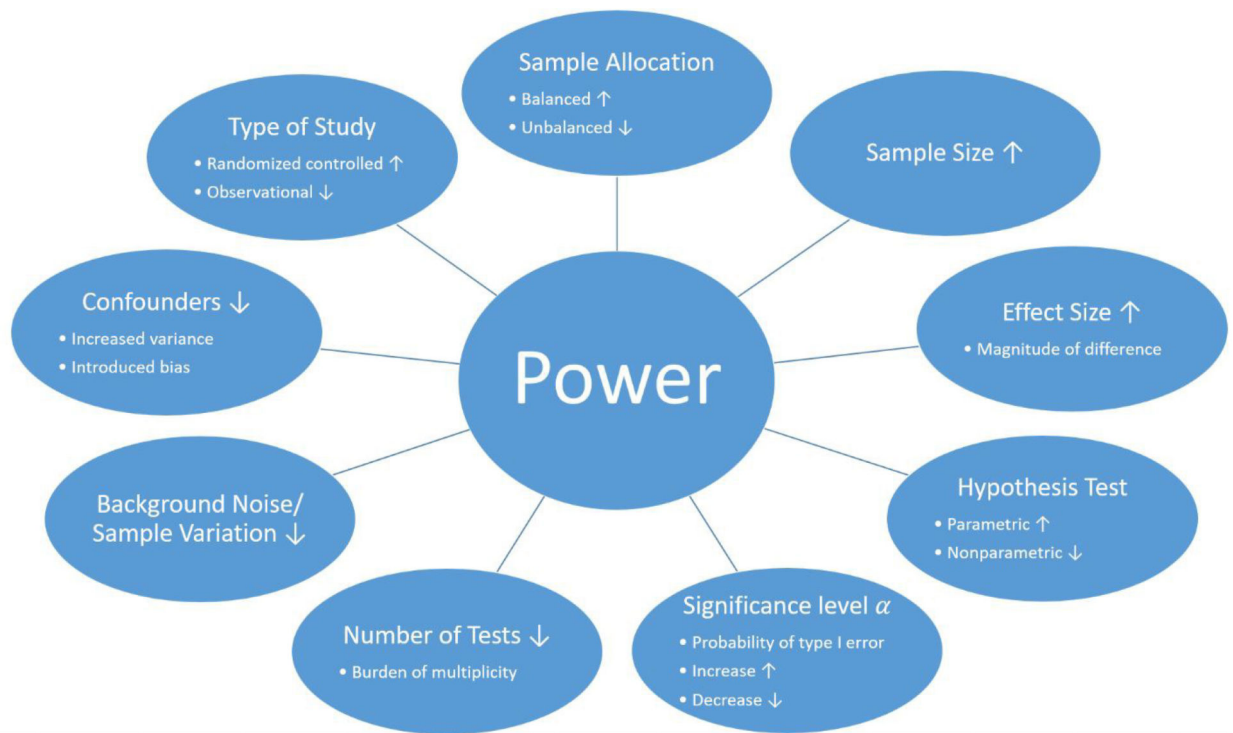 Sample Allocation
• Balanced ↑
• Unbalanced ↓
Type of Study
• Randomized controlled ↑
• Observational ↓
Sample Size ↑
Confounders ↓
• Increased variance
• Introduced bias
Effect Size ↑
• Magnitude of difference
Power
Background Noise/
Sample Variation ↓
Hypothesis Test
• Parametric ↑
• Nonparametric ↓
Number of Tests ↓
• Burden of multiplicity
Significance level α
• Probability of type I error
• Increase ↑
• Decrease ↓